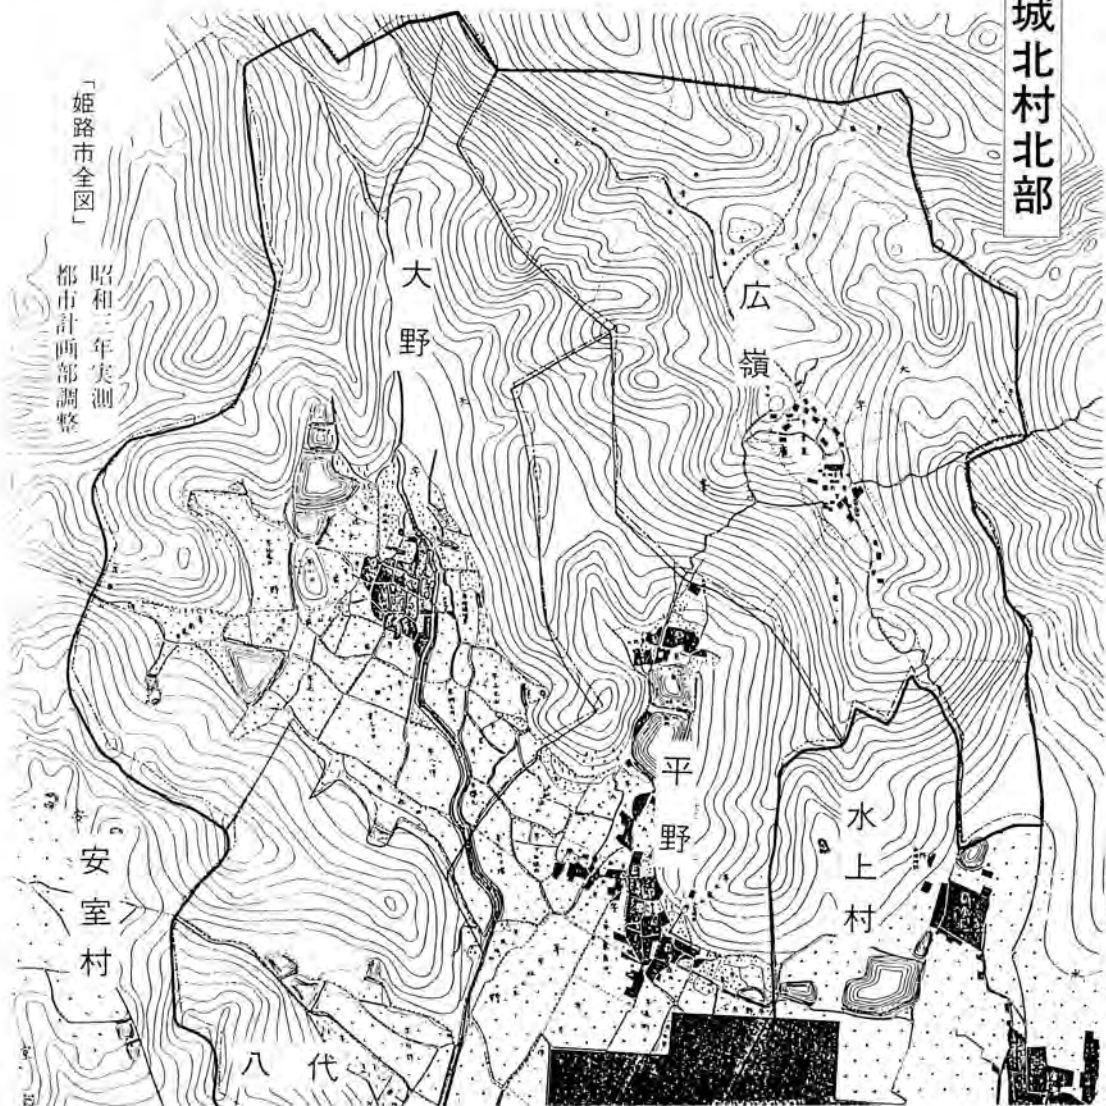 城北村北部
「姫路市全図」
昭和三年実測
都市計画部調整
大野
広嶺
平野
水上村
安室村
八代